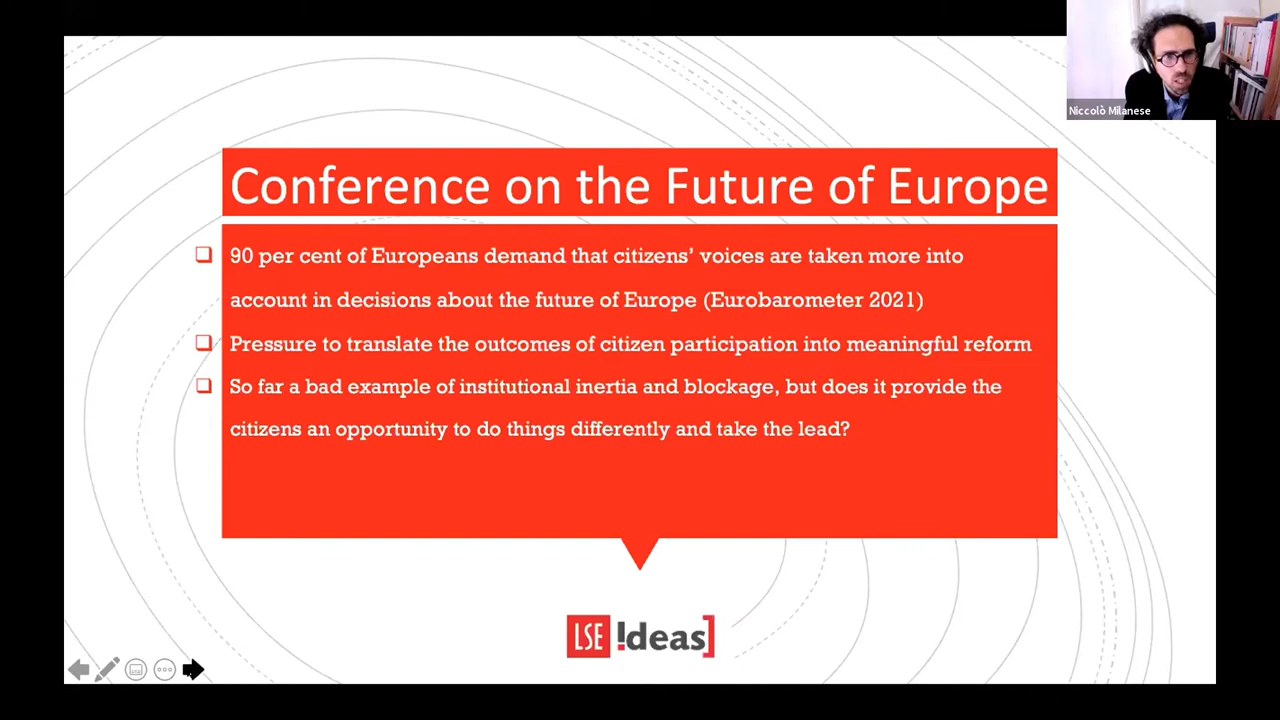 Niccolò Milanese
Conference on the Future of Europe
90 per cent of Europeans demand that citizens’ voices are taken more into
account in decisions about the future of Europe (Eurobarometer 2021)
Pressure to translate the outcomes of citizen participation into meaningful reform
So far a bad example of institutional inertia and blockage, but does it provide the
citizens an opportunity to do things differently and take the lead?
LSE !deas]